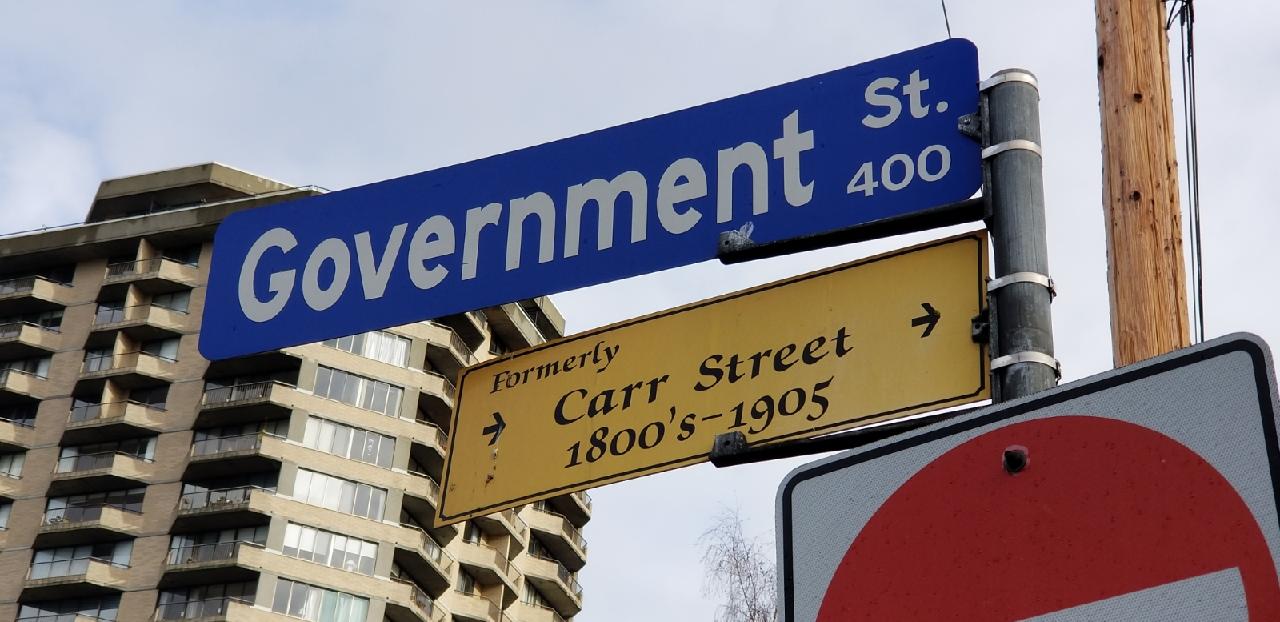 Government St.
400
Formerly
→ Carr Street →
1800's-1905